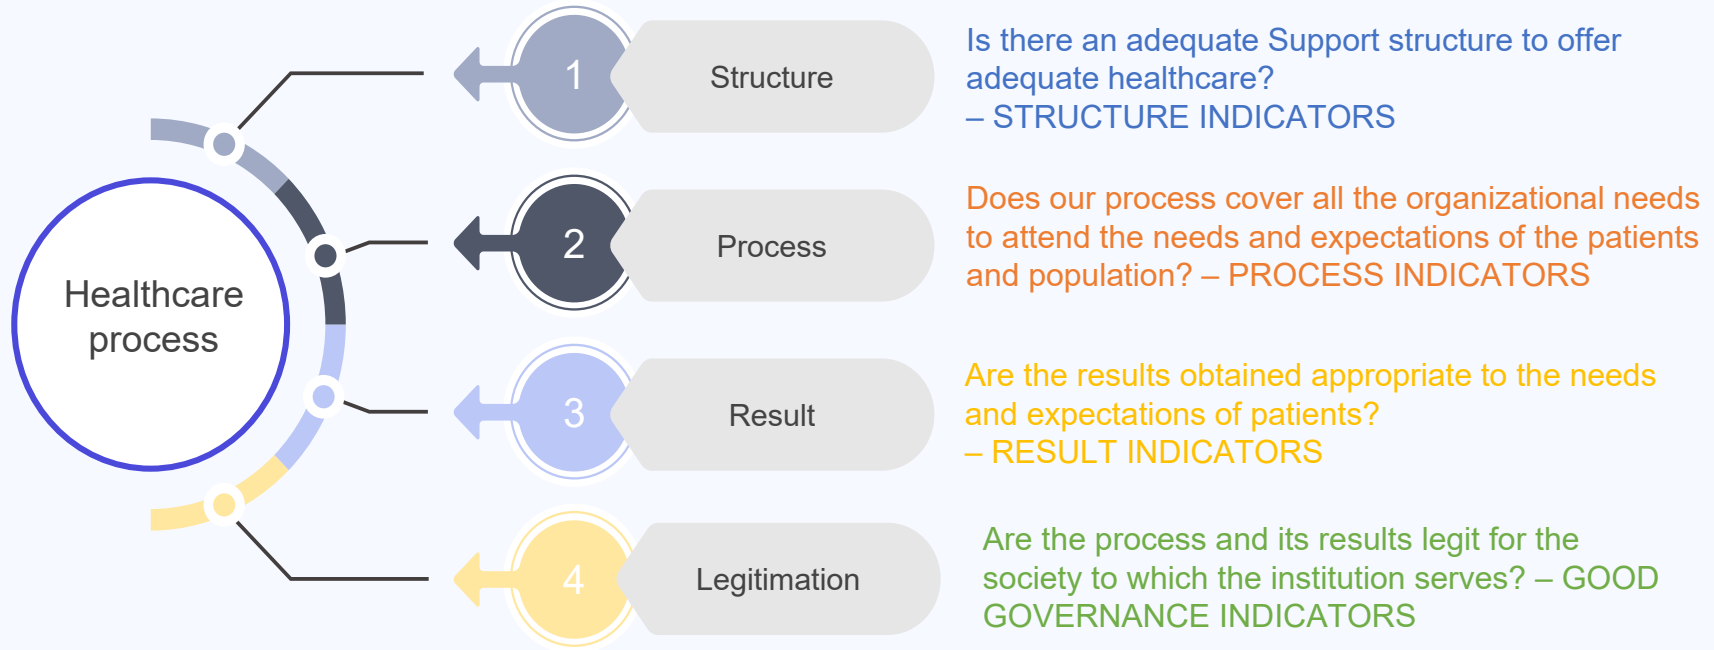 Healthcare
process
1
Structure
Is there an adequate Support structure to offer
adequate healthcare?
– STRUCTURE INDICATORS
2
Process
Does our process cover all the organizational needs
to attend the needs and expectations of the patients
and population? – PROCESS INDICATORS
3
Result
Are the results obtained appropriate to the needs
and expectations of patients?
– RESULT INDICATORS
4
Legitimation
Are the process and its results legit for the
society to which the institution serves? – GOOD
GOVERNANCE INDICATORS